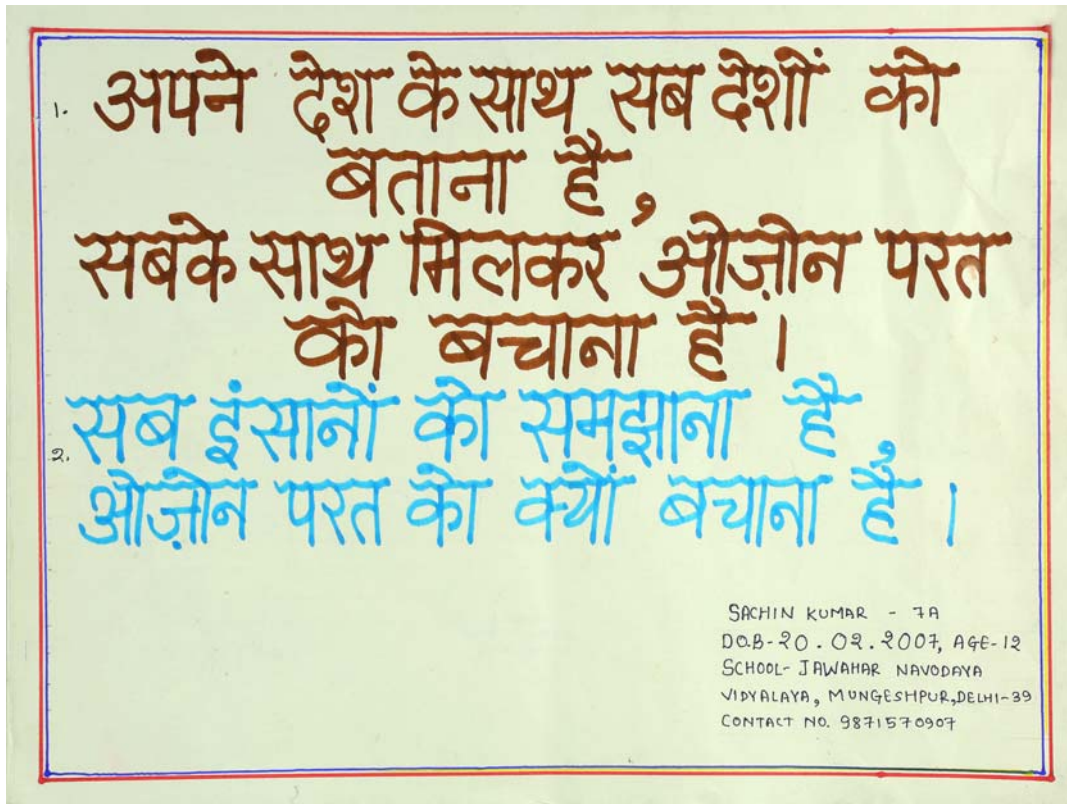 1. अपने देश के साथ सब देशों को
बताना है,
सबके साथ मिलकर ओज़ोन परत
को बचाना है।
2. सब इंसानों को समझाना है,
ओज़ोन परत को क्यों बचाना है।
SACHIN KUMAR - 7A
DOB-20.02.2007, AGE-12
SCHOOL- JAWAHAR NAVODAYA
VIDYALAYA, MUNGESHPUR,DELHI-39
CONTACT NO. 9871570907